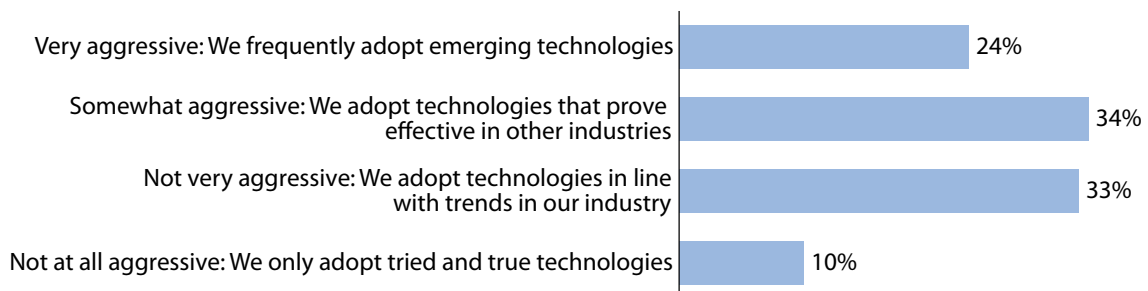 Very aggressive: We frequently adopt emerging technologies
24%
Somewhat aggressive: We adopt technologies that prove
effective in other industries
34%
Not very aggressive: We adopt technologies in line
with trends in our industry
33%
Not at all aggressive: We only adopt tried and true technologies
10%